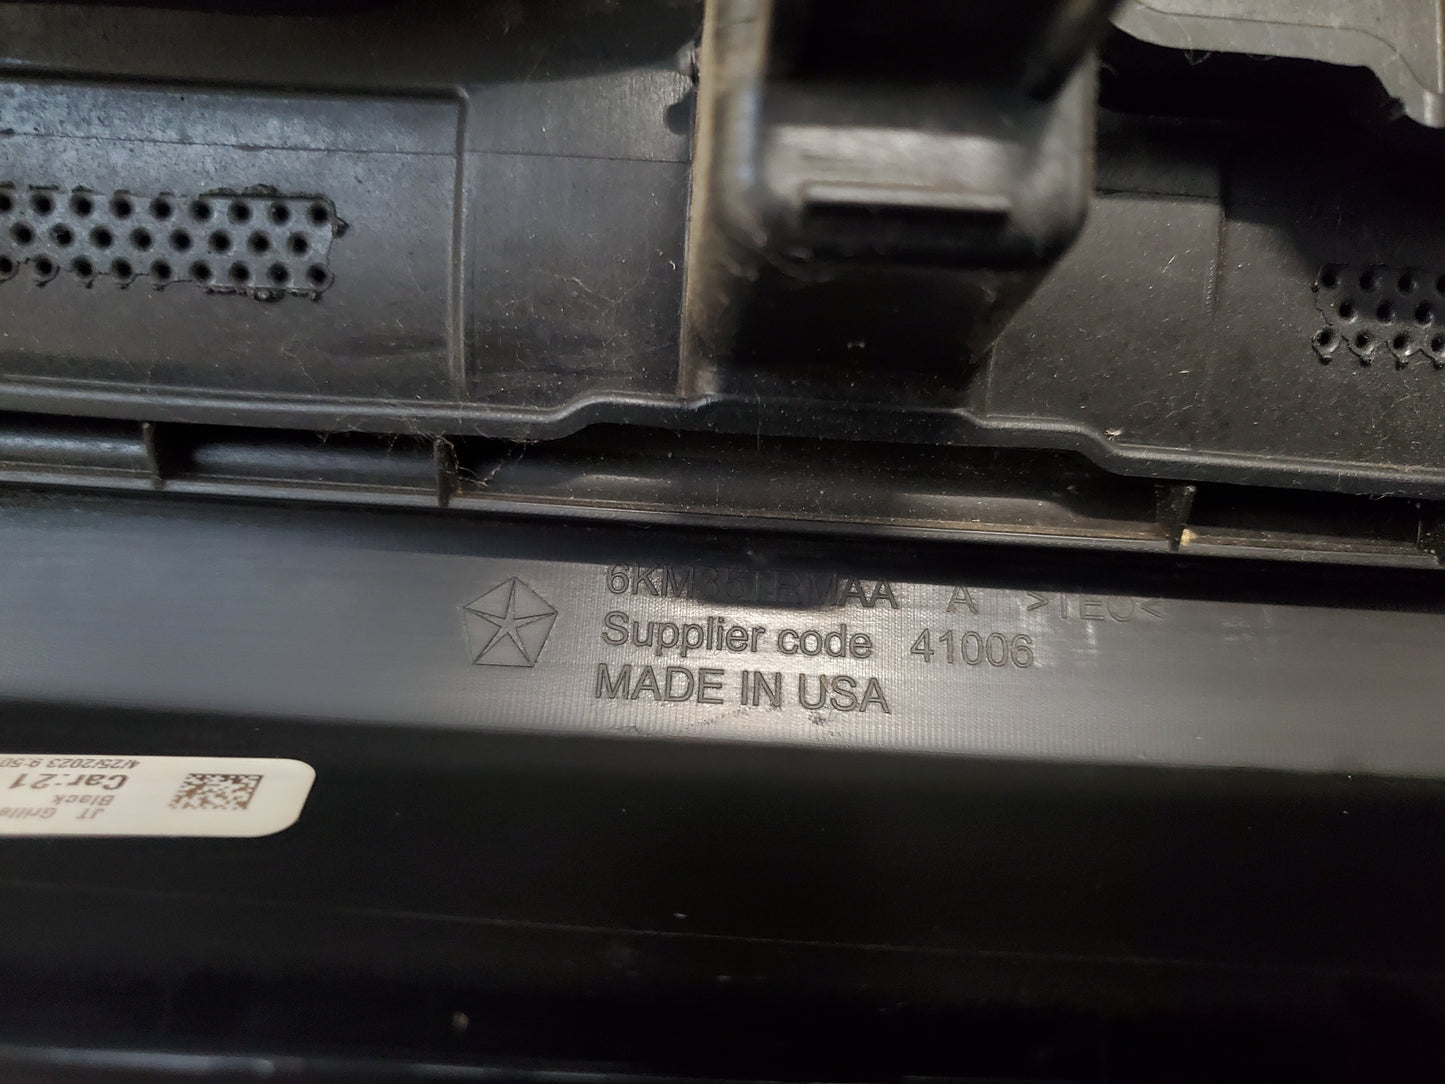 6KM35TRMAA A >TEO<
Supplier code 41006
MADE IN USA
JT Grille
Black
Car:21
4/25/2023 9:50